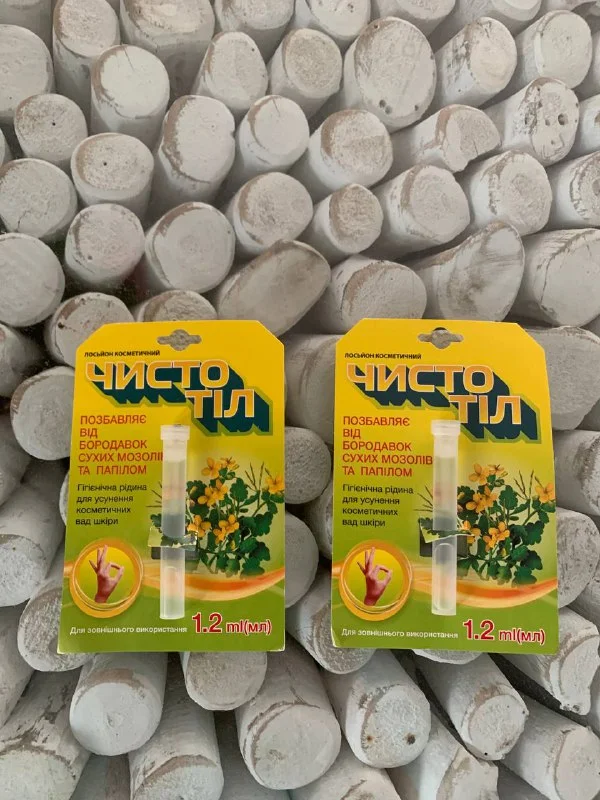 ЛОСЬЙОН КОСМЕТИЧНИЙ
ЧИСТО
ТІЛ
ПОЗБАВЛЯЄ
ВІД
БОРОДАВОК
СУХИХ МОЗОЛІВ
ТА ПАПІЛОМ
Гігієнічна рідина
для усунення
косметичних
вад шкіри
Для зовнішнього використання
1.2 ml(мл)
ЛОСЬЙОН КОСМЕТИЧНИЙ
ЧИСТО
ТІЛ
ПОЗБАВЛЯЄ
ВІД
БОРОДАВОК
СУХИХ МОЗОЛІВ
ТА ПАПІЛОМ
Гігієнічна рідина
для усунення
косметичних
вад шкіри
Для зовнішнього використання
1.2 ml(мл)